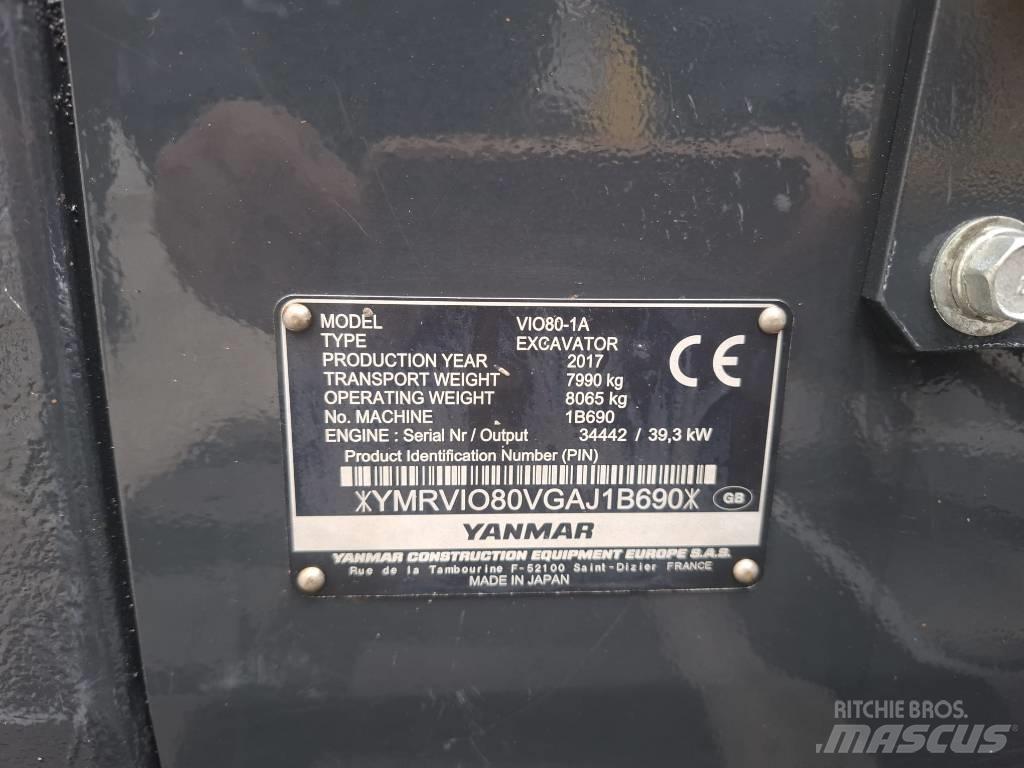 MODEL VIO80-1A
TYPE EXCAVATOR
PRODUCTION YEAR 2017
TRANSPORT WEIGHT 7990 kg
OPERATING WEIGHT 8065 kg
No. MACHINE 1B690
ENGINE : Serial Nr / Output 34442 / 39,3 kW
Product Identification Number (PIN)
CE
*YMRVIO80VGAJ1B690* GB
YANMAR
YANMAR CONSTRUCTION EQUIPMENT EUROPE S.A.S.
Rue de la Tambourine F-52100 Saint-Dizier FRANCE
MADE IN JAPAN
RITCHIE BROS.
MASCUS